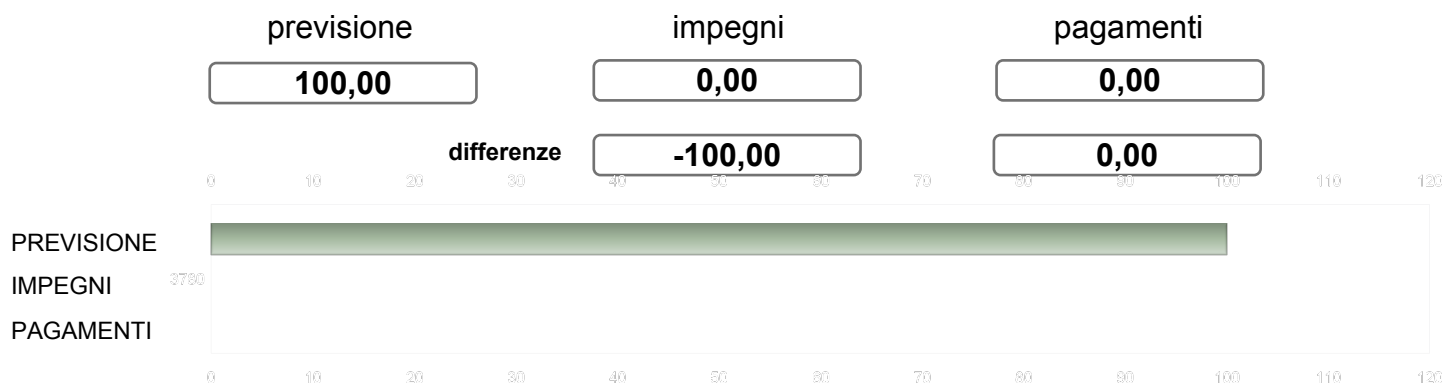 previsione impegni pagamenti
100,00 0,00 0,00
differenze -100,00 0,00
0 10 20 30 40 50 60 70 80 90 100 110 120
PREVISIONE
IMPEGNI 3780
PAGAMENTI
0 10 20 30 40 50 60 70 80 90 100 110 120